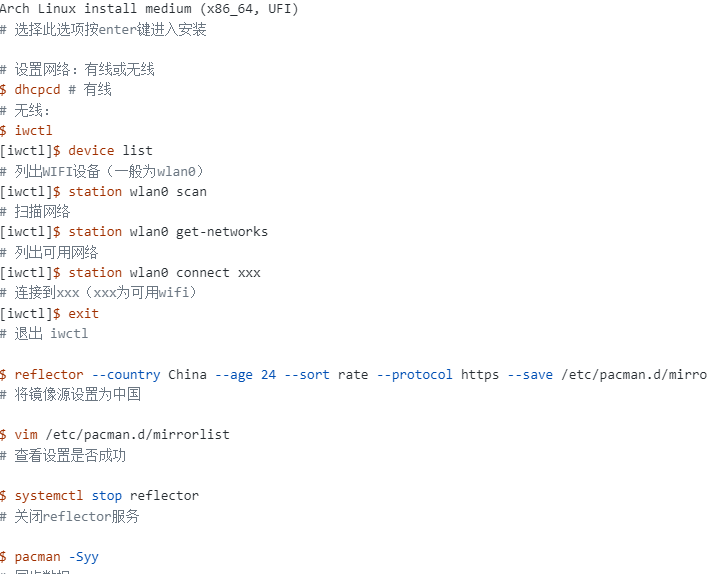 Arch Linux install medium (x86_64, UFI)
# 选择此选项按enter键进入安装
# 设置网络: 有线或无线
$ dhcpcd # 有线
# 无线:
$ iwctl
[iwctl]$ device list
# 列出WIFI设备（一般为wlan0）
[iwctl]$ station wlan0 scan
# 扫描网络
[iwctl]$ station wlan0 get-networks
# 列出可用网络
[iwctl]$ station wlan0 connect xxx
# 连接到xxx（xxx为可用wifi）
[iwctl]$ exit
# 退出 iwctl
$ reflector --country China --age 24 --sort rate --protocol https --save /etc/pacman.d/mirro
# 将镜像源设置为中国
$ vim /etc/pacman.d/mirrorlist
# 查看设置是否成功
$ systemctl stop reflector
# 关闭reflector服务
$ pacman -Syy